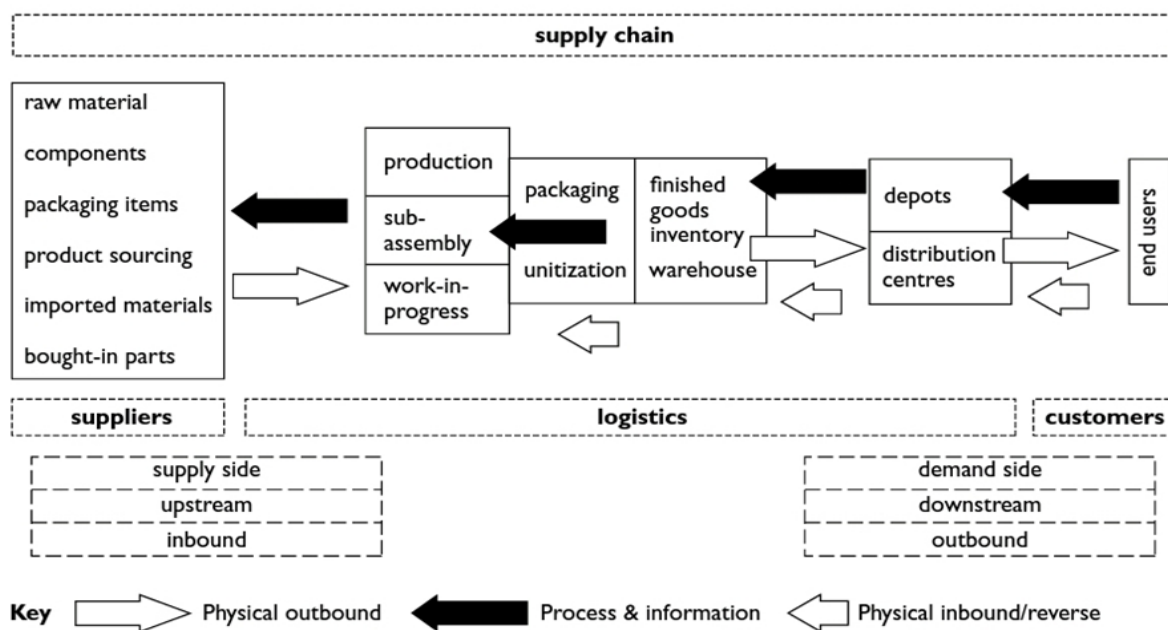 supply chain
raw material
components
packaging items
product sourcing
imported materials
bought-in parts
production
sub-
assembly
work-in-
progress
packaging
unitization
finished
goods
inventory
warehouse
depots
distribution
centres
end users
suppliers
logistics
customers
supply side
upstream
inbound
demand side
downstream
outbound
Key
Physical outbound
Process & information
Physical inbound/reverse